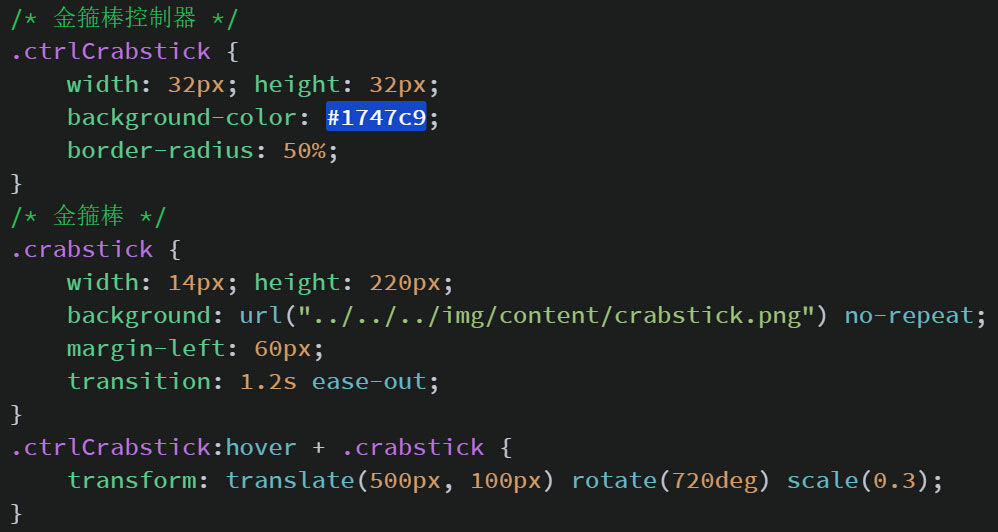 /* 金箍棒控制器 */
.ctrlCrabstick {
    width: 32px; height: 32px;
    background-color: #1747c9;
    border-radius: 50%;
}
/* 金箍棒 */
.crabstick {
    width: 14px; height: 220px;
    background: url("../../../img/content/crabstick.png") no-repeat;
    margin-left: 60px;
    transition: 1.2s ease-out;
}
.ctrlCrabstick:hover + .crabstick {
    transform: translate(500px, 100px) rotate(720deg) scale(0.3);
}